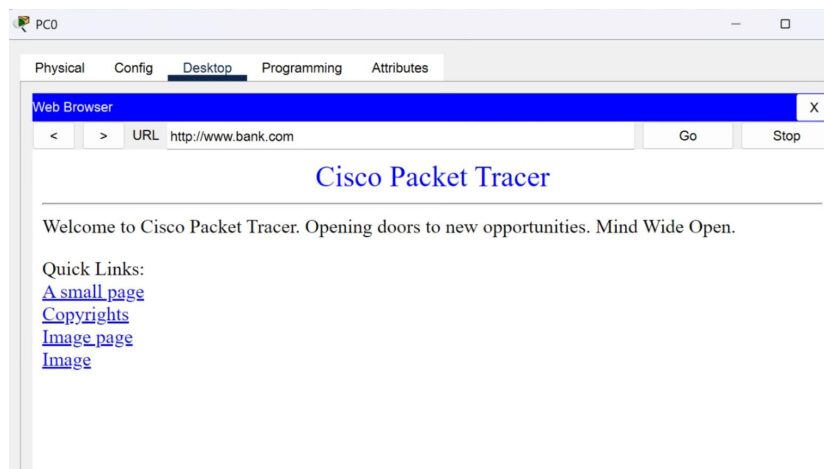 PC0
Physical Config Desktop Programming Attributes
Web Browser X
< > URL http://www.bank.com Go Stop
Cisco Packet Tracer
Welcome to Cisco Packet Tracer. Opening doors to new opportunities. Mind Wide Open.
Quick Links:
A small page
Copyrights
Image page
Image